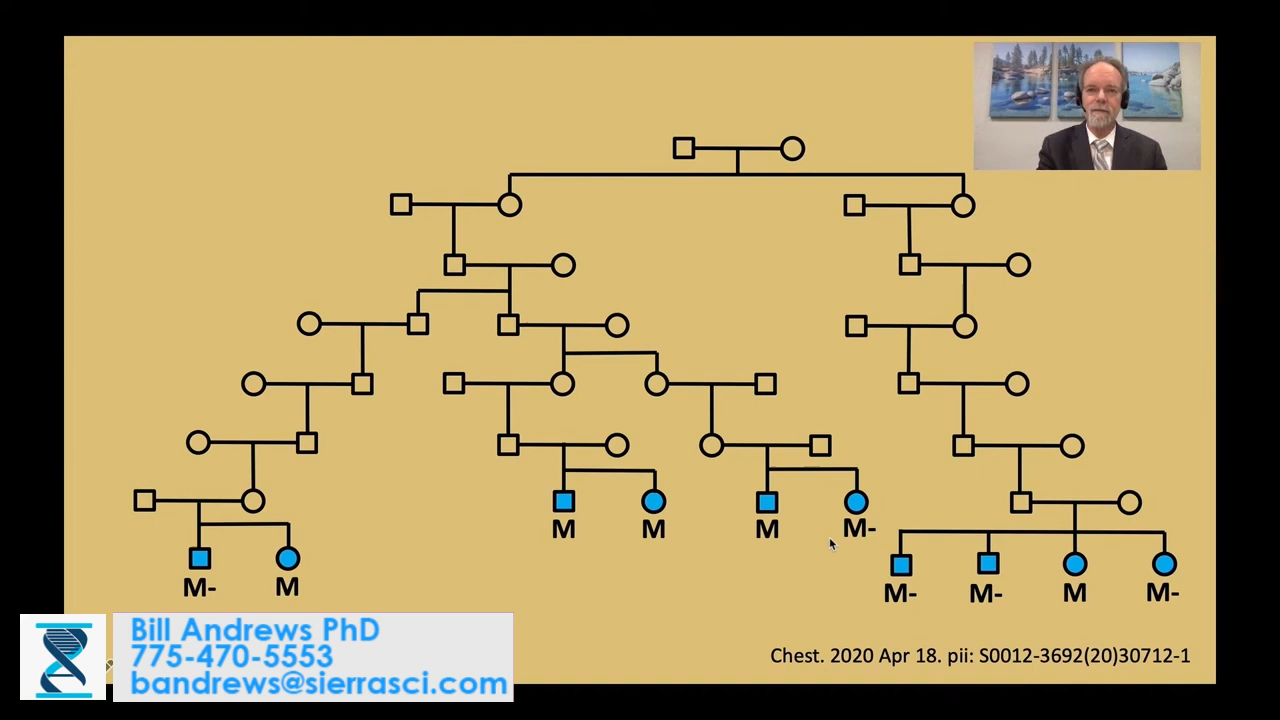 M
M
M
M-
M-
M
M-
M-
M
M-
Chest. 2020 Apr 18. pii: S0012-3692(20)30712-1
Bill Andrews PhD
775-470-5553
bandrews@sierrasci.com